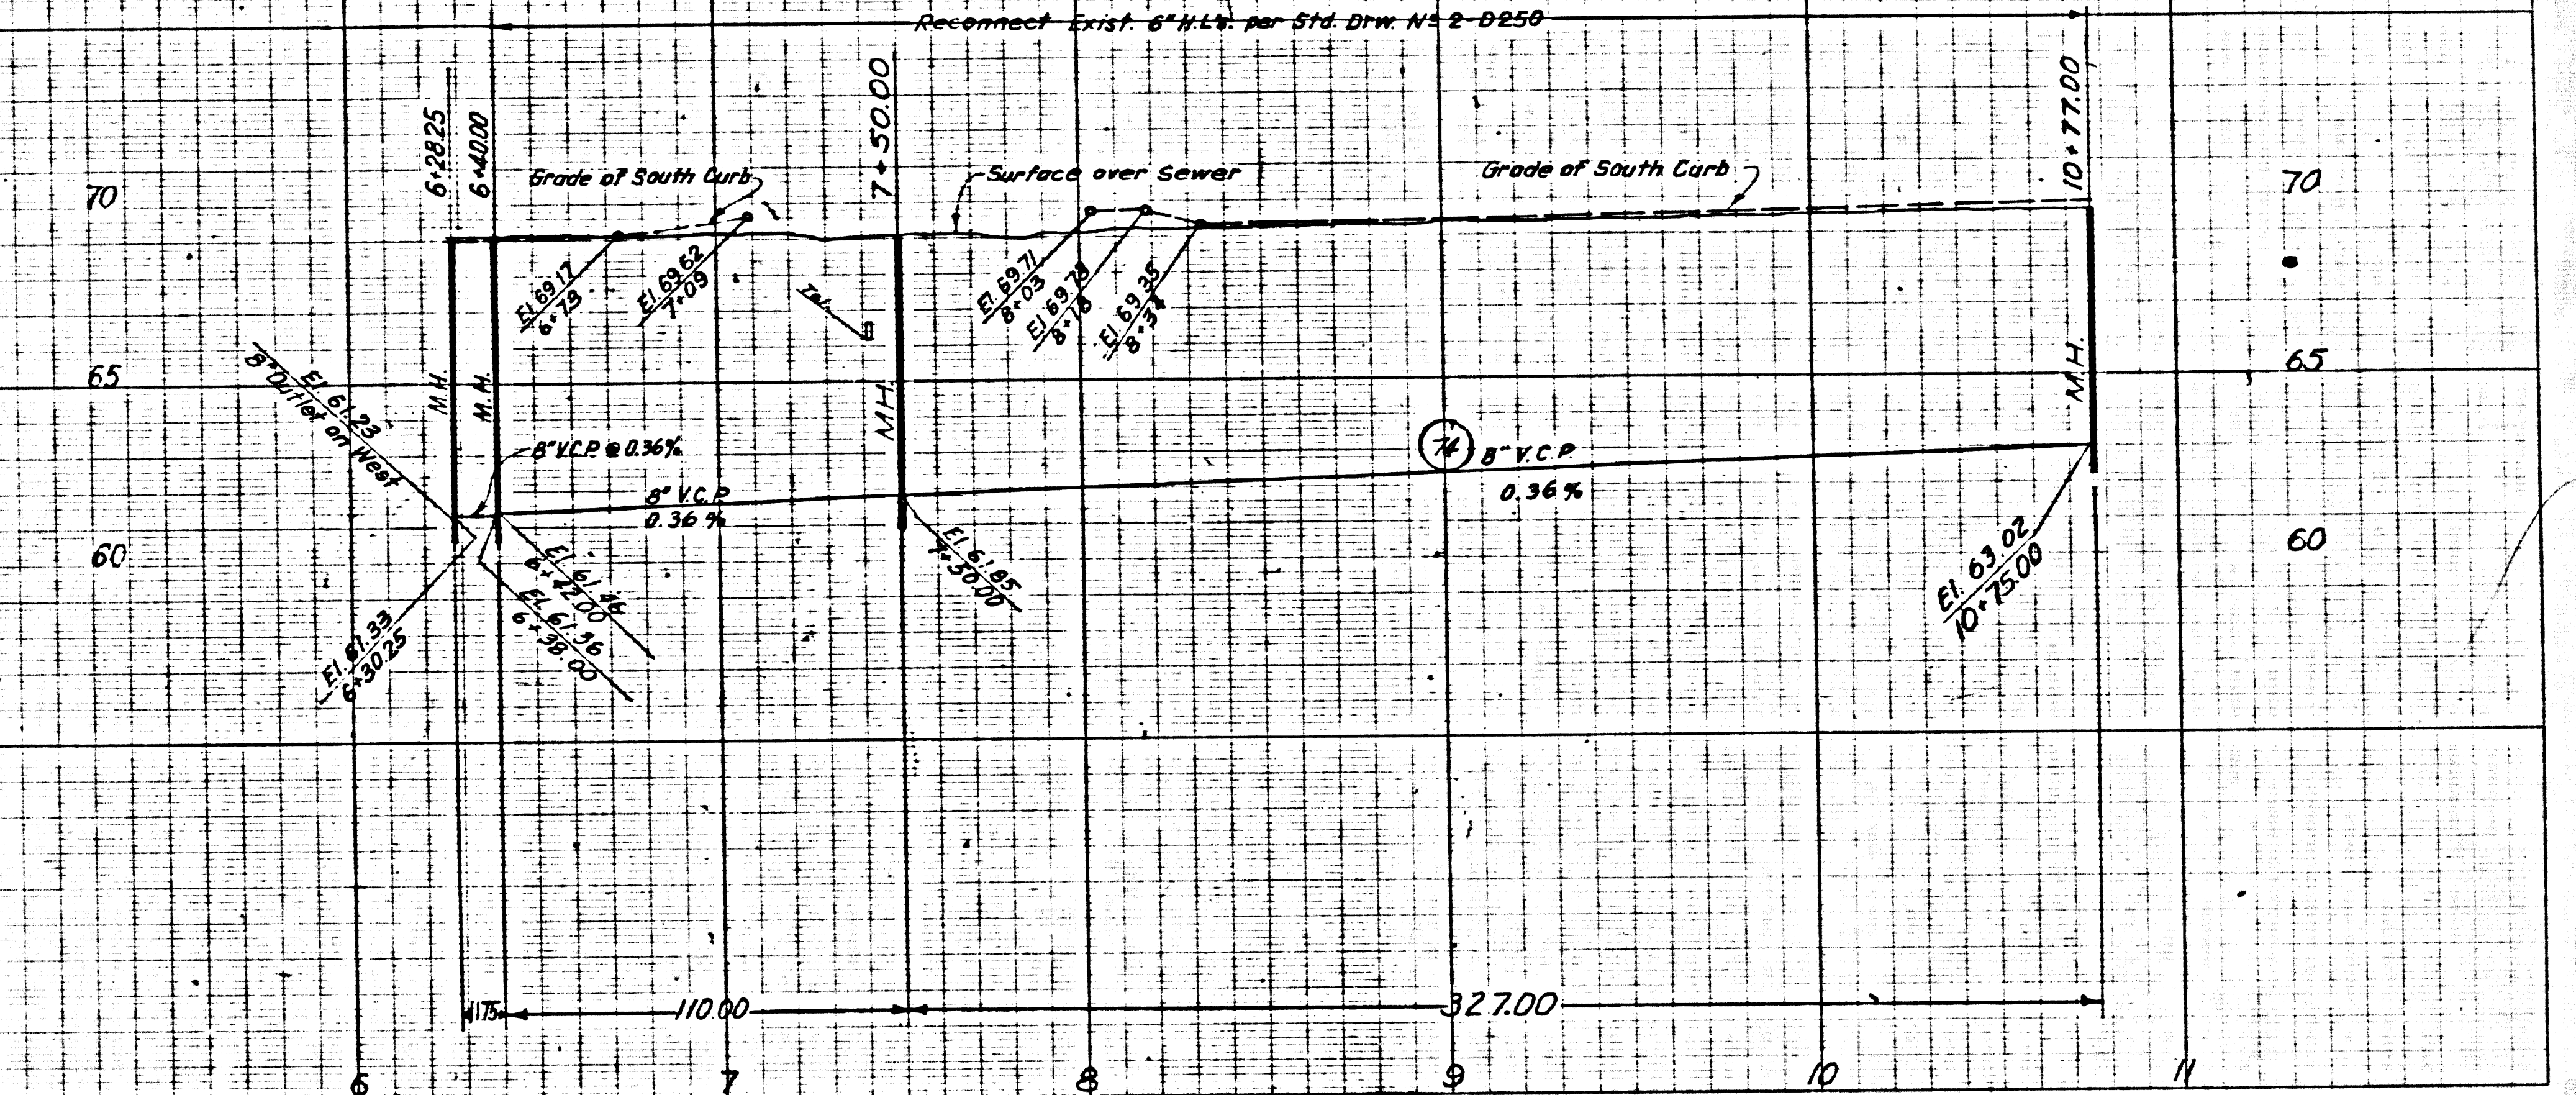 Reconnect Exist. 6" H.L's. per Std. Drw. Nº 2-D250
6+28.25
6+40.00
7+50.00
10+77.00
Grade of South Curb
Surface over Sewer
Grade of South Curb
70
70
El. 69.17
6+73
El. 69.62
7+09
Tel.
El. 69.71
8+03
El. 69.73
8+18
El. 69.35
8+34
65
65
M.H.
M.H.
M.H.
M.H.
El. 61.23
8" Outlet on West
8" V.C.P. @ 0.36%
8" V.C.P.
0.36 %
74
8" V.C.P.
0.36 %
60
60
El. 61.46
6+42.00
El. 61.36
6+38.00
El. 61.33
6+30.25
El. 61.85
7+50.00
El. 63.02
10+75.00
11.75
110.00
327.00
6
7
8
9
10
11